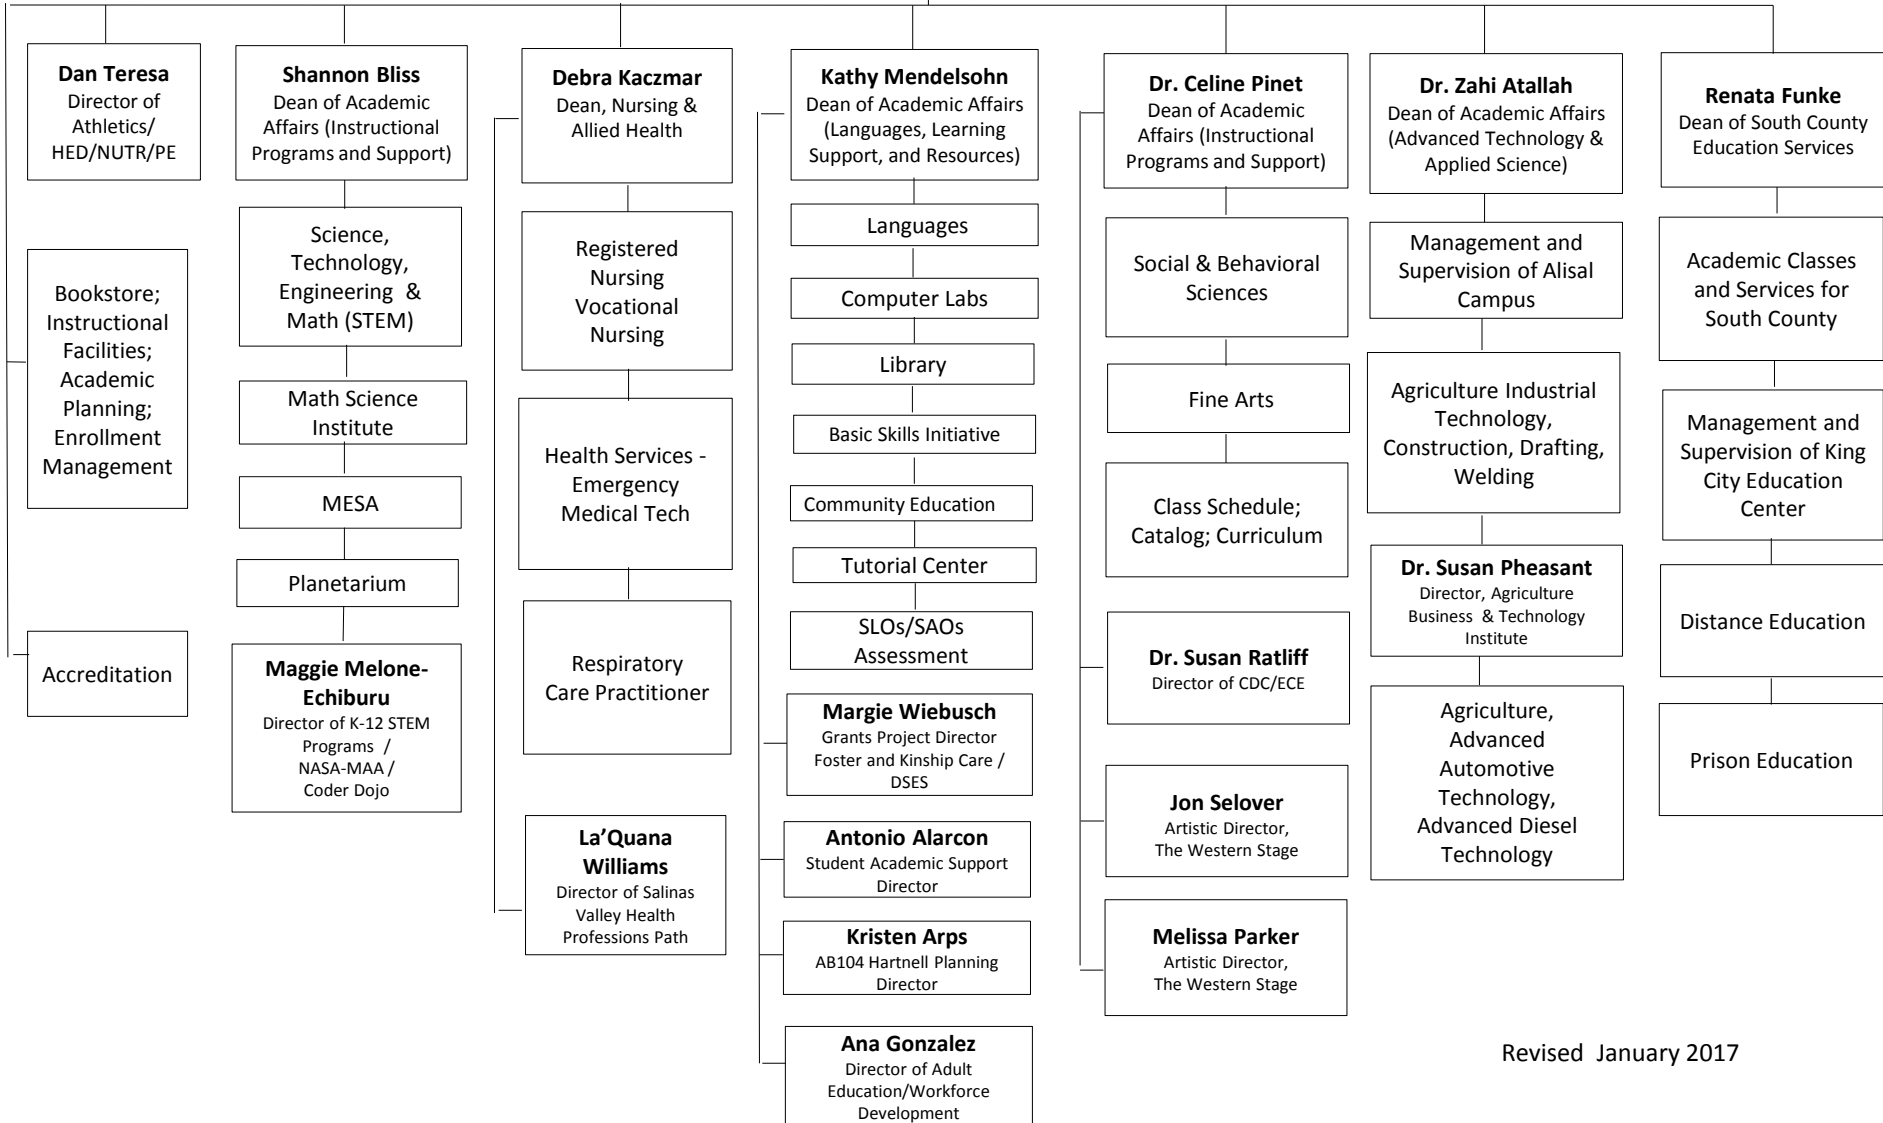 Dan Teresa
Director of
Athletics/
HED/NUTR/PE
Bookstore;
Instructional
Facilities;
Academic
Planning;
Enrollment
Management
Accreditation
Shannon Bliss
Dean of Academic
Affairs (Instructional
Programs and Support)
Science,
Technology,
Engineering &
Math (STEM)
Math Science
Institute
MESA
Planetarium
Maggie Melone-
Echiburu
Director of K-12 STEM
Programs /
NASA-MAA /
Coder Dojo
Debra Kaczmar
Dean, Nursing &
Allied Health
Registered
Nursing
Vocational
Nursing
Health Services -
Emergency
Medical Tech
Respiratory
Care Practitioner
La’Quana
Williams
Director of Salinas
Valley Health
Professions Path
Kathy Mendelsohn
Dean of Academic Affairs
(Languages, Learning
Support, and Resources)
Languages
Computer Labs
Library
Basic Skills Initiative
Community Education
Tutorial Center
SLOs/SAOs
Assessment
Margie Wiebusch
Grants Project Director
Foster and Kinship Care /
DSES
Antonio Alarcon
Student Academic Support
Director
Kristen Arps
AB104 Hartnell Planning
Director
Ana Gonzalez
Director of Adult
Education/Workforce
Development
Dr. Celine Pinet
Dean of Academic
Affairs (Instructional
Programs and Support)
Social & Behavioral
Sciences
Fine Arts
Class Schedule;
Catalog; Curriculum
Dr. Susan Ratliff
Director of CDC/ECE
Jon Selover
Artistic Director,
The Western Stage
Melissa Parker
Artistic Director,
The Western Stage
Dr. Zahi Atallah
Dean of Academic Affairs
(Advanced Technology &
Applied Science)
Management and
Supervision of Alisal
Campus
Agriculture Industrial
Technology,
Construction, Drafting,
Welding
Dr. Susan Pheasant
Director, Agriculture
Business & Technology
Institute
Agriculture,
Advanced
Automotive
Technology,
Advanced Diesel
Technology
Renata Funke
Dean of South County
Education Services
Academic Classes
and Services for
South County
Management and
Supervision of King
City Education
Center
Distance Education
Prison Education
Revised January 2017